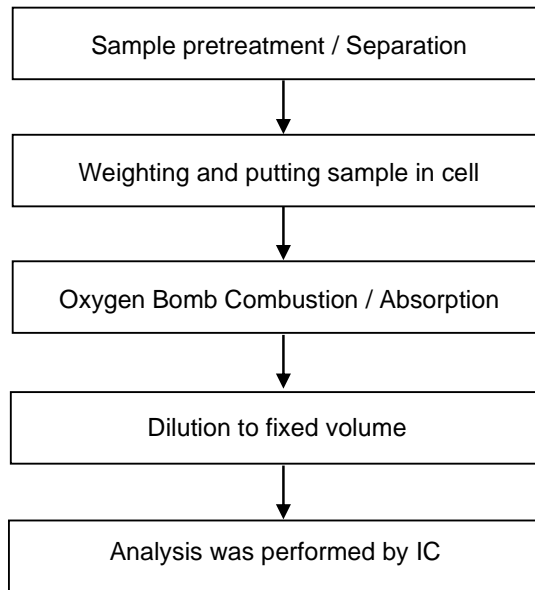 Sample pretreatment / Separation
Weighting and putting sample in cell
Oxygen Bomb Combustion / Absorption
Dilution to fixed volume
Analysis was performed by IC